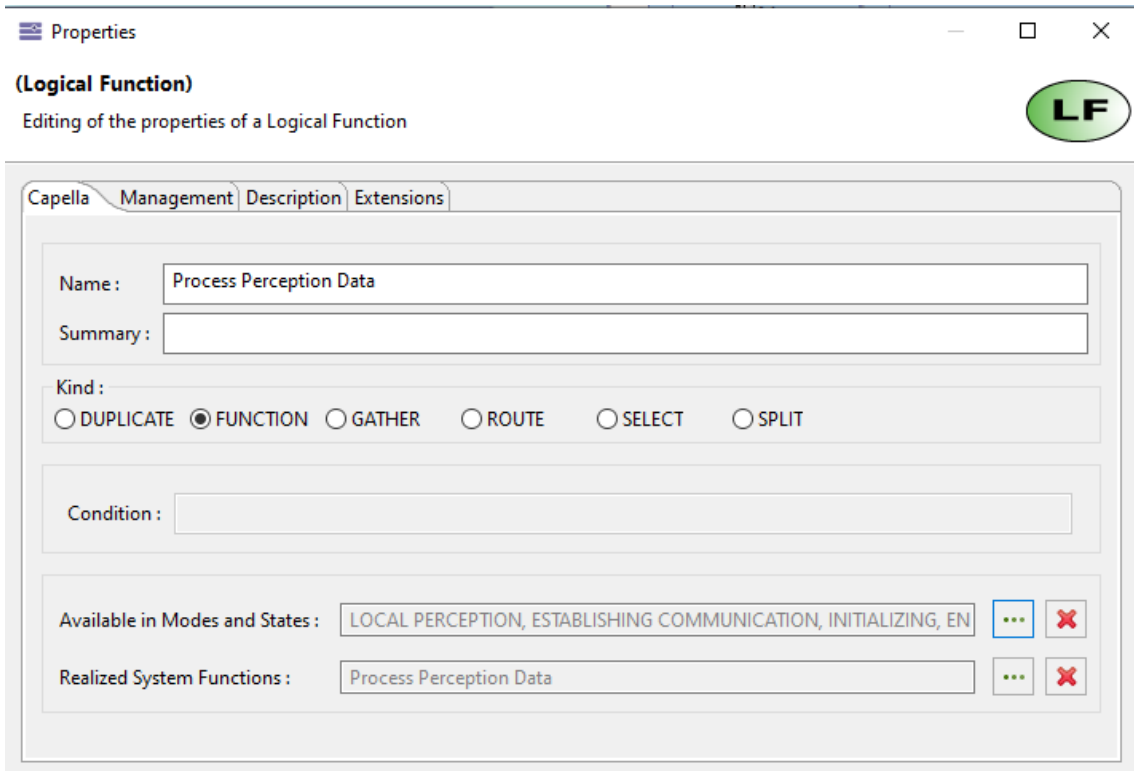 Properties
(Logical Function)
Editing of the properties of a Logical Function
LF
Capella Management Description Extensions
Name :
Process Perception Data
Summary :
Kind :
DUPLICATE FUNCTION GATHER ROUTE SELECT SPLIT
Condition :
Available in Modes and States : LOCAL PERCEPTION, ESTABLISHING COMMUNICATION, INITIALIZING, EN
Realized System Functions : Process Perception Data